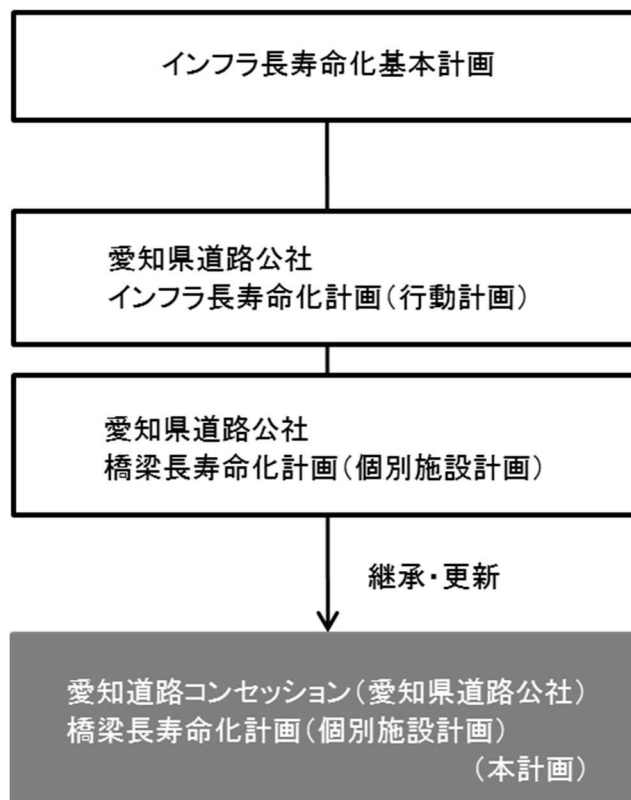 インフラ長寿命化基本計画
愛知県道路公社
インフラ長寿命化計画（行動計画）
愛知県道路公社
橋梁長寿命化計画（個別施設計画）
継承・更新
愛知道路コンセッション（愛知県道路公社）
橋梁長寿命化計画（個別施設計画）
（本計画）